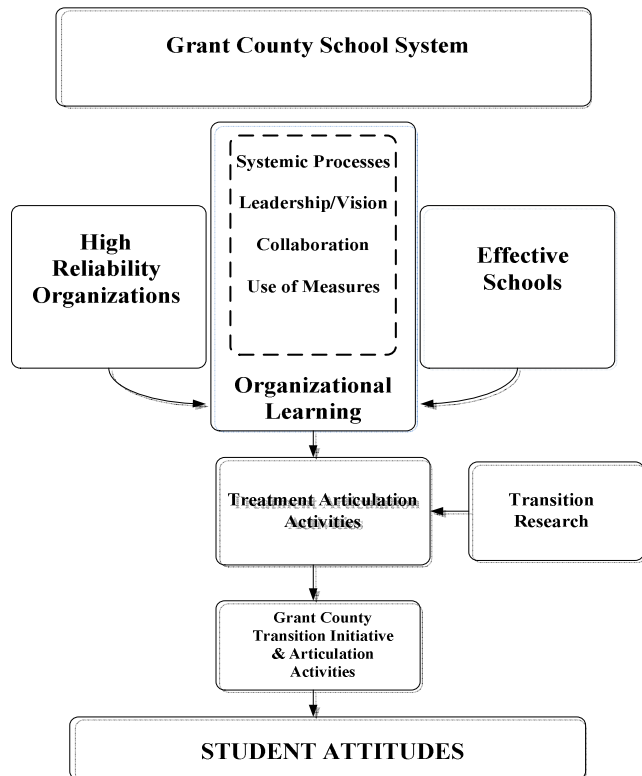 Grant County School System
Systemic Processes
Leadership/Vision
Collaboration
Use of Measures
High
Reliability
Organizations
Effective
Schools
Organizational
Learning
Treatment Articulation
Activities
Transition
Research
Grant County
Transition Initiative
& Articulation
Activities
STUDENT ATTITUDES